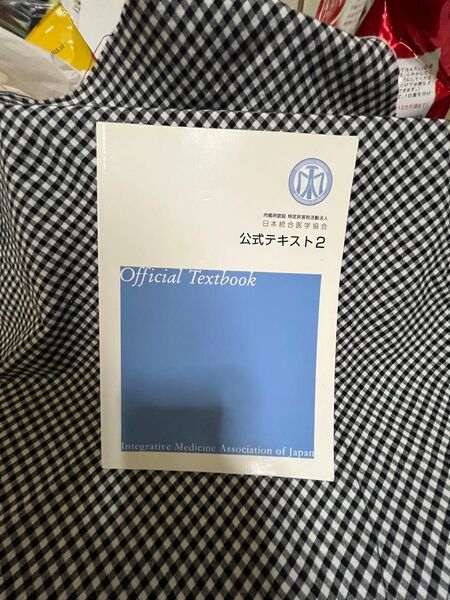 内閣府認証 特定非営利活動法人
日本統合医学協会
公式テキスト2
Official Textbook
Integrative Medicine Association of Japan